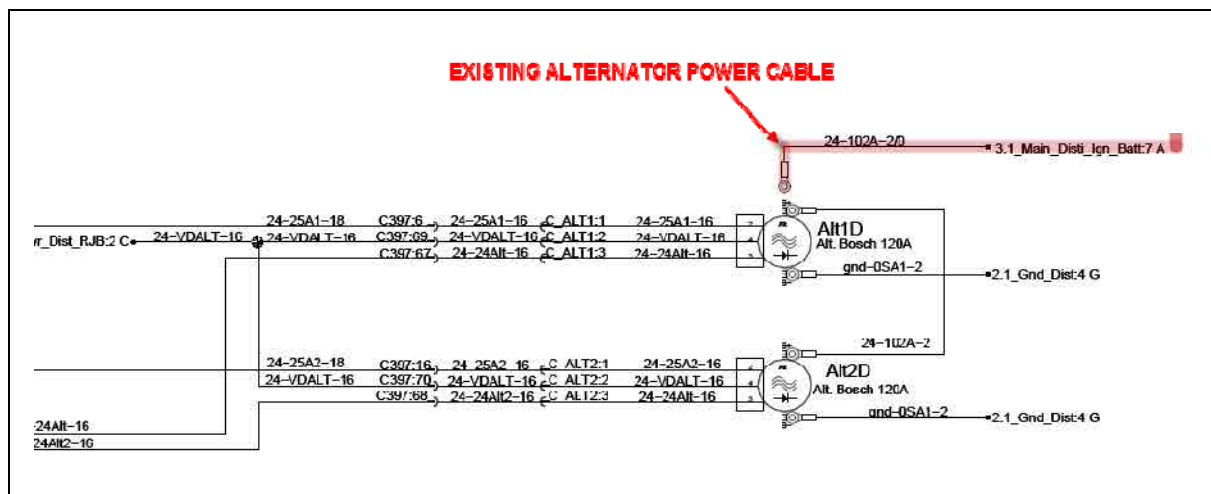 EXISTING ALTERNATOR POWER CABLE
24-102A-2/0
3.1_Main_Disti_Ign_Batt:7 A
24-25A1-18 C397:6 24-25A1-16 C_ALT1:1 24-25A1-16
Alt1D
Alt. Bosch 120A
Dist_RJB:2 C 24-VDALT-16 24-VDALT-16 C397:69 24-VDALT-16 C_ALT1:2 24-VDALT-16
C397:67 24-24Alt-16 C_ALT1:3 24-24Alt-16
gnd-0SA1-2
2.1_Gnd_Dist:4 G
24-102A-2
24-25A2-18 C397:16 24-25A2-16 C_ALT2:1 24-25A2-16
Alt2D
Alt. Bosch 120A
24-VDALT-16 C397:70 24-VDALT-16 C_ALT2:2 24-VDALT-16
C397:68 24-24Alt2-16 C_ALT2:3 24-24Alt-16
gnd-0SA1-2
2.1_Gnd_Dist:4 G
24Alt-16
24Alt2-16